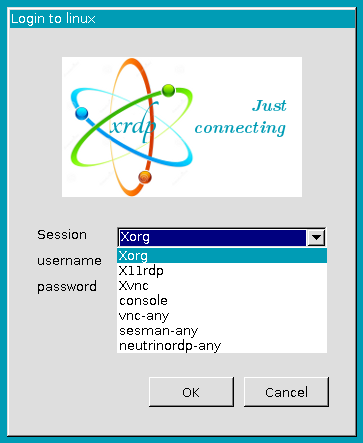 Login to linux
xrdp
Just
connecting
Session
Xorg
username
password
Xorg
X11rdp
Xvnc
console
vnc-any
sesman-any
neutrinordp-any
OK
Cancel